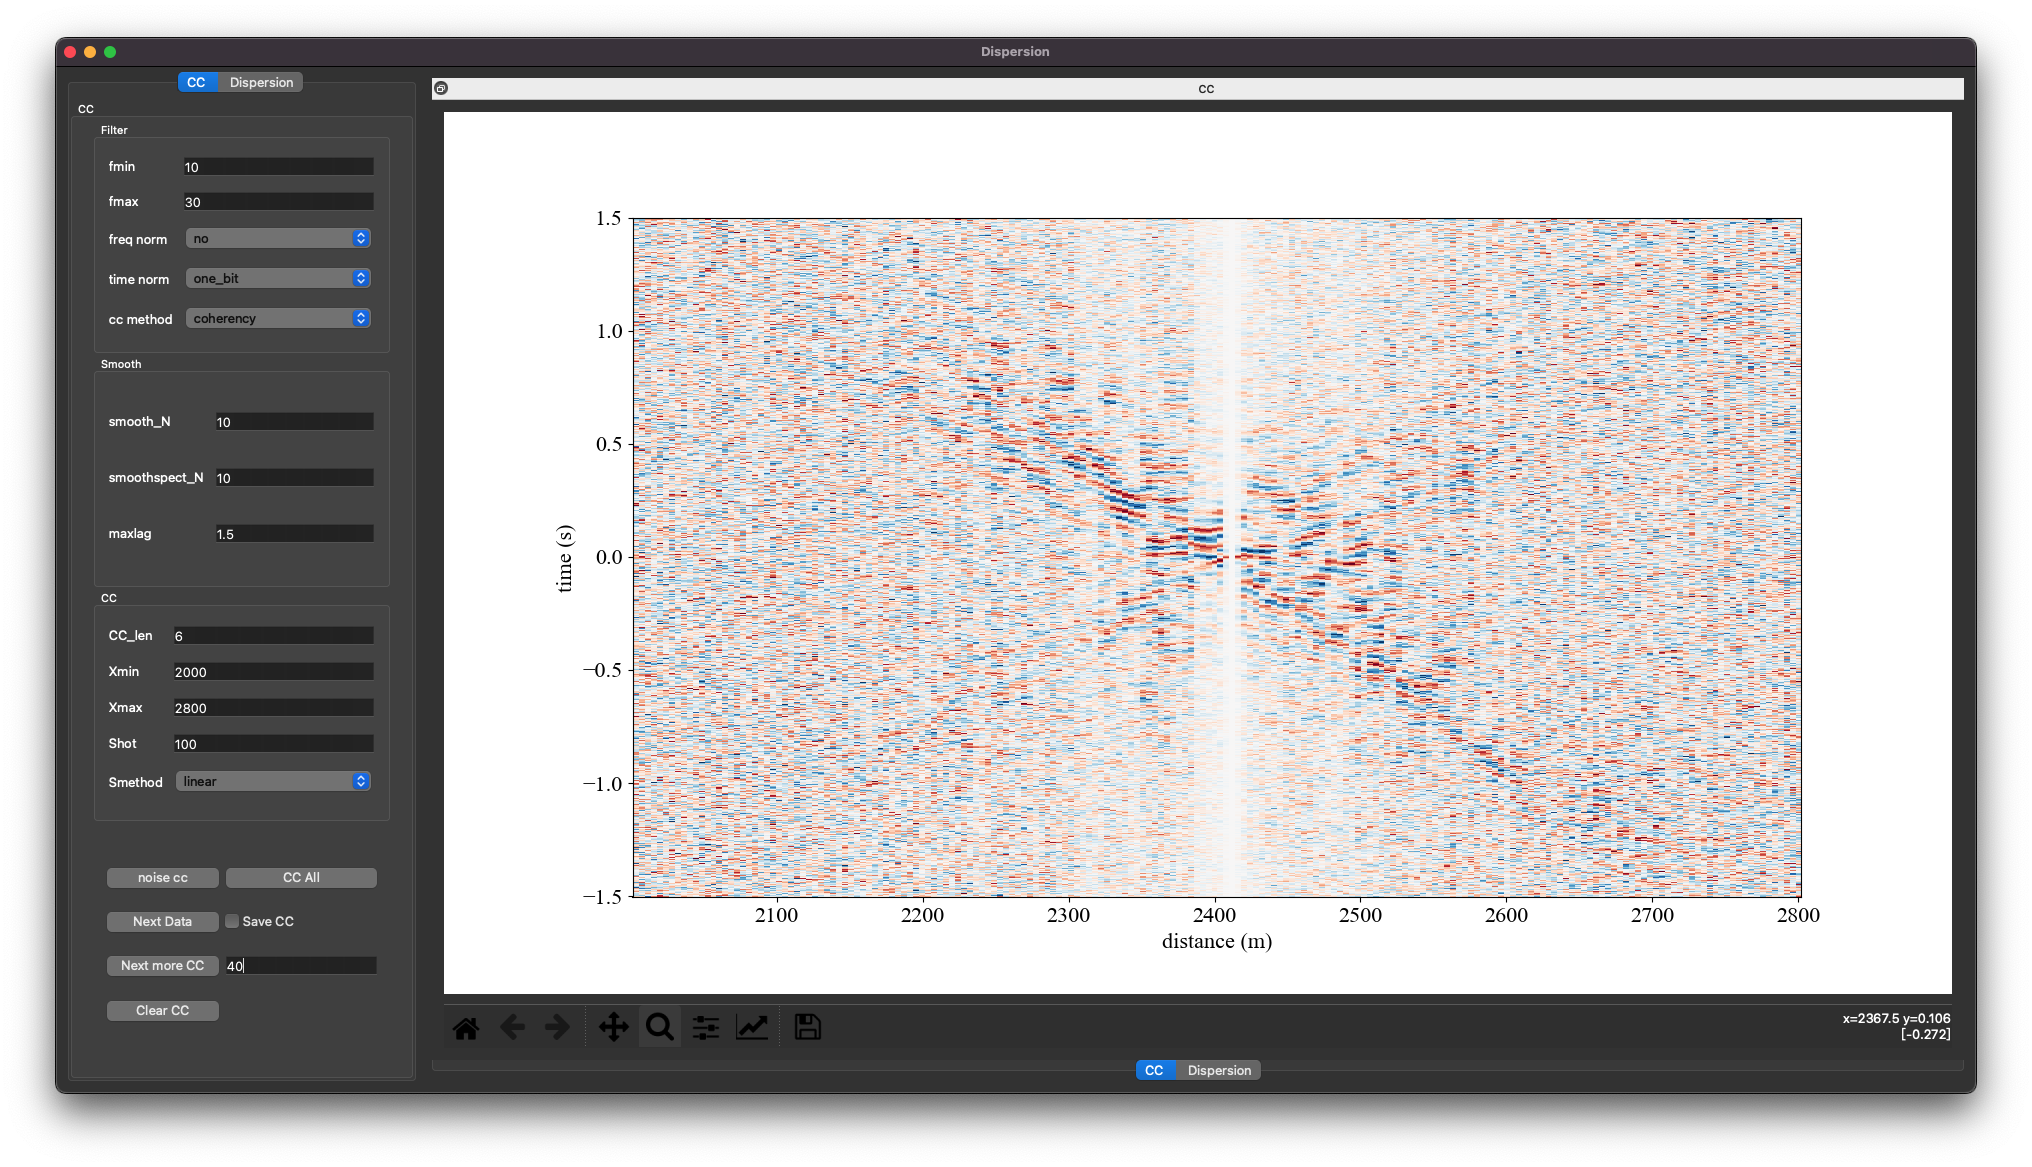 Dispersion
CC Dispersion
CC
Filter
fmin 10
fmax 30
freq norm no
time norm one_bit
cc method coherency
Smooth
smooth_N 10
smoothspect_N 10
maxlag 1.5
CC
CC_len 6
Xmin 2000
Xmax 2800
Shot 100
Smethod linear
noise cc CC All
Next Data Save CC
Next more CC 40
Clear CC
CC
1.5
1.0
0.5
0.0
−0.5
−1.0
−1.5
time (s)
2100 2200 2300 2400 2500 2600 2700 2800
distance (m)
x=2367.5 y=0.106
[-0.272]
CC Dispersion